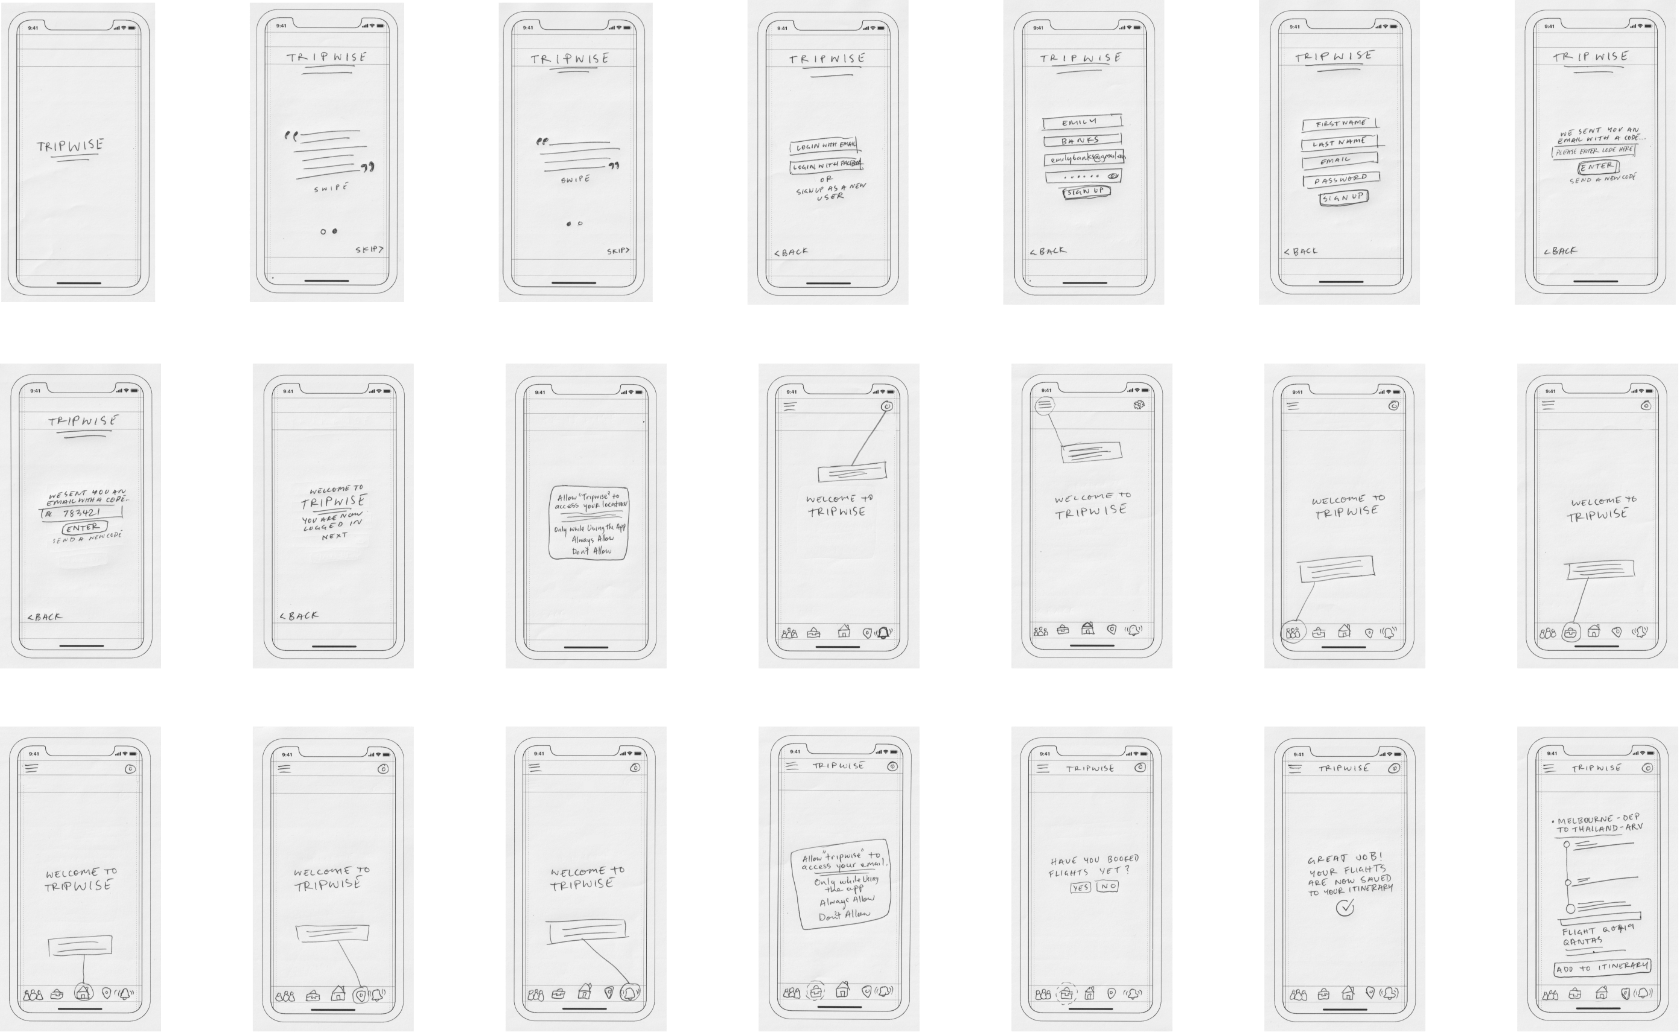 9:41
TRIPWISE
9:41
TRIPWISE
SWIPE
SKIP>
9:41
TRIPWISE
SWIPE
SKIP>
9:41
TRIPWISE
LOGIN WITH EMAIL
LOGIN WITH FACEBOOK
OR
SIGNUP AS A NEW
USER
<BACK
9:41
TRIPWISE
EMILY
BANKS
emilybanks@gmail.com
SIGN UP
<BACK
9:41
TRIPWISE
FIRST NAME
LAST NAME
EMAIL
PASSWORD
SIGN UP
<BACK
9:41
TRIPWISE
WE SENT YOU AN
EMAIL WITH A CODE..
PLEASE ENTER CODE HERE
ENTER
SEND A NEW CODE
<BACK
9:41
TRIPWISE
WE SENT YOU AN
EMAIL WITH A CODE..
783421
ENTER
SEND A NEW CODE
<BACK
9:41
WELCOME TO
TRIPWISE
YOU ARE NOW
LOGGED IN
NEXT
<BACK
9:41
Allow "Tripwise" to
access your location
Only while Using the App
Always Allow
Don't Allow
9:41
WELCOME TO
TRIPWISE
9:41
WELCOME TO
TRIPWISE
9:41
WELCOME TO
TRIPWISE
9:41
WELCOME TO
TRIPWISE
9:41
WELCOME TO
TRIPWISE
9:41
WELCOME TO
TRIPWISE
9:41
WELCOME TO
TRIPWISE
9:41
TRIPWISE
Allow "tripwise" to
access your email.
Only while Using
the app
Always Allow
Don't Allow
9:41
TRIPWISE
HAVE YOU BOOKED
FLIGHTS YET?
YES NO
9:41
TRIPWISE
GREAT JOB!
YOUR FLIGHTS
ARE NOW SAVED
TO YOUR ITINERARY
9:41
TRIPWISE
• MELBOURNE - DEP
TO THAILAND - ARV
FLIGHT
QANTAS
ADD TO ITINERARY